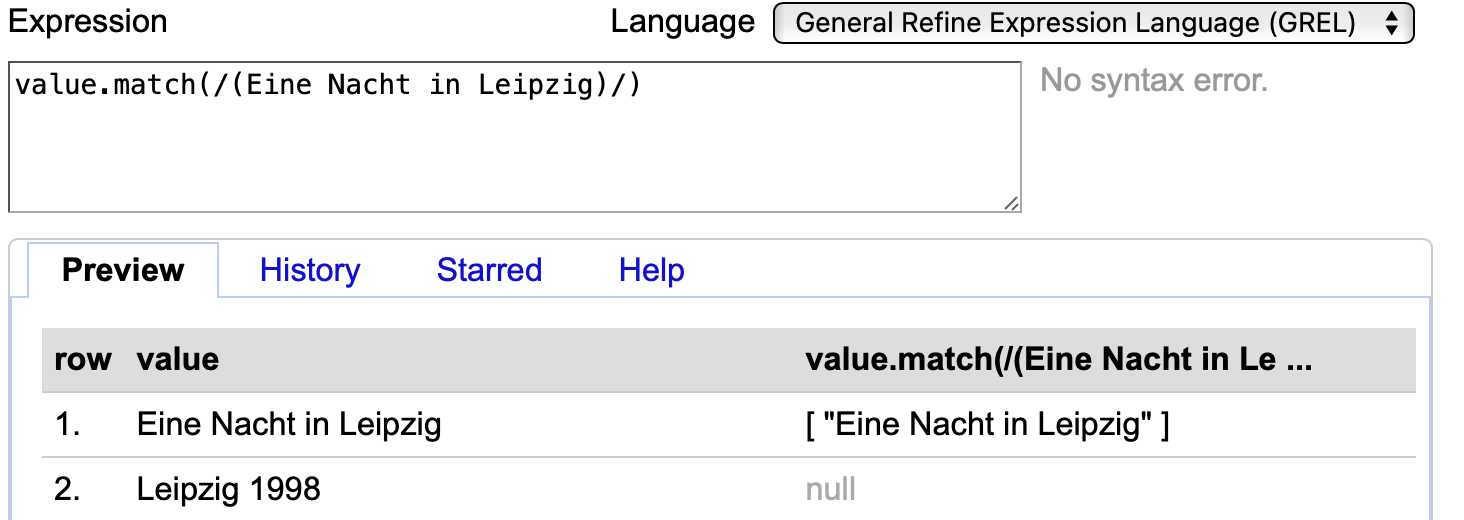 Expression Language General Refine Expression Language (GREL)
value.match(/(Eine Nacht in Leipzig)/) No syntax error.
Preview History Starred Help
row value value.match(/(Eine Nacht in Le ...
1. Eine Nacht in Leipzig [ "Eine Nacht in Leipzig" ]
2. Leipzig 1998 null